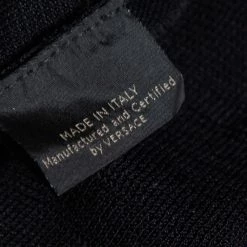 MADE IN ITALY
Manufactured and Certified
by VERSACE